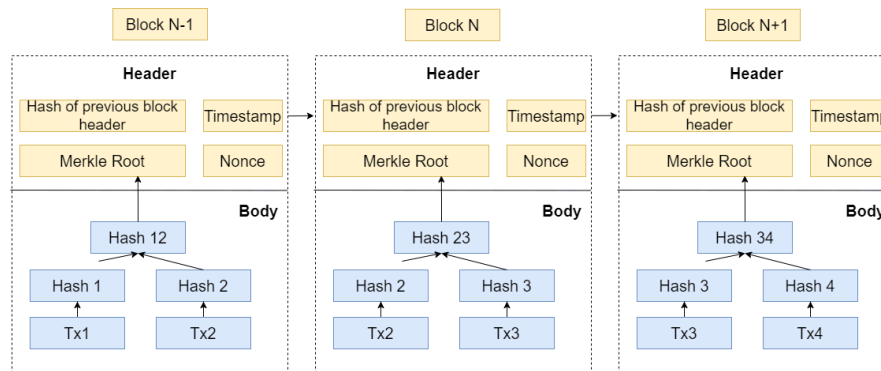 Block N-1
Block N
Block N+1
Header
Header
Header
Hash of previous block
header
Timestamp
Hash of previous block
header
Timestamp
Hash of previous block
header
Timestamp
Merkle Root
Nonce
Merkle Root
Nonce
Merkle Root
Nonce
Body
Body
Body
Hash 12
Hash 23
Hash 34
Hash 1
Hash 2
Hash 2
Hash 3
Hash 3
Hash 4
Tx1
Tx2
Tx2
Tx3
Tx3
Tx4